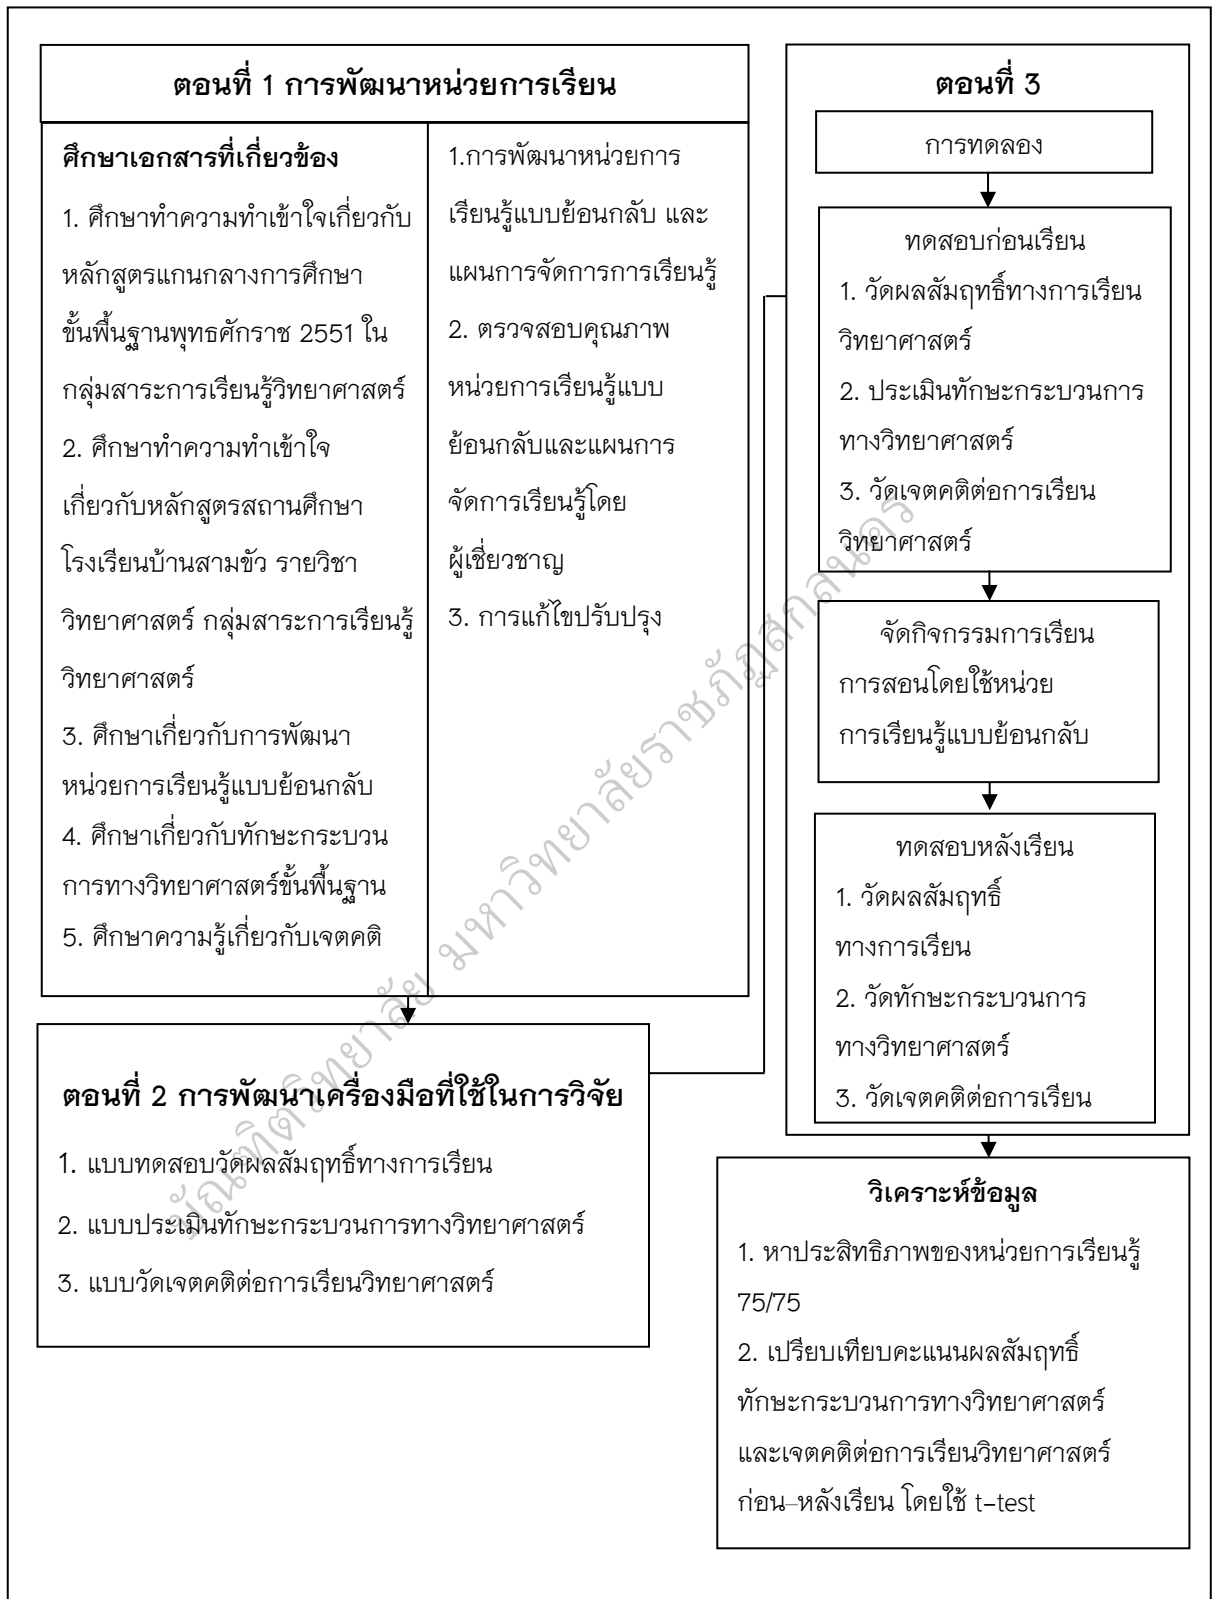 ตอนที่ 1 การพัฒนาหน่วยการเรียน
ศึกษาเอกสารที่เกี่ยวข้อง
1. ศึกษาทำความทำเข้าใจเกี่ยวกับ
หลักสูตรแกนกลางการศึกษา
ขั้นพื้นฐานพุทธศักราช 2551 ใน
กลุ่มสาระการเรียนรู้วิทยาศาสตร์
2. ศึกษาทำความทำเข้าใจ
เกี่ยวกับหลักสูตรสถานศึกษา
โรงเรียนบ้านสามขัว รายวิชา
วิทยาศาสตร์ กลุ่มสาระการเรียนรู้
วิทยาศาสตร์
3. ศึกษาเกี่ยวกับการพัฒนา
หน่วยการเรียนรู้แบบย้อนกลับ
4. ศึกษาเกี่ยวกับทักษะกระบวน
การทางวิทยาศาสตร์ขั้นพื้นฐาน
5. ศึกษาความรู้เกี่ยวกับเจตคติ
1.การพัฒนาหน่วยการ
เรียนรู้แบบย้อนกลับ และ
แผนการจัดการการเรียนรู้
2. ตรวจสอบคุณภาพ
หน่วยการเรียนรู้แบบ
ย้อนกลับและแผนการ
จัดการเรียนรู้โดย
ผู้เชี่ยวชาญ
3. การแก้ไขปรับปรุง
ตอนที่ 2 การพัฒนาเครื่องมือที่ใช้ในการวิจัย
1. แบบทดสอบวัดผลสัมฤทธิ์ทางการเรียน
2. แบบประเมินทักษะกระบวนการทางวิทยาศาสตร์
3. แบบวัดเจตคติต่อการเรียนวิทยาศาสตร์
ตอนที่ 3
การทดลอง
ทดสอบก่อนเรียน
1. วัดผลสัมฤทธิ์ทางการเรียน
วิทยาศาสตร์
2. ประเมินทักษะกระบวนการ
ทางวิทยาศาสตร์
3. วัดเจตคติต่อการเรียน
วิทยาศาสตร์
จัดกิจกรรมการเรียน
การสอนโดยใช้หน่วย
การเรียนรู้แบบย้อนกลับ
ทดสอบหลังเรียน
1. วัดผลสัมฤทธิ์
ทางการเรียน
2. วัดทักษะกระบวนการ
ทางวิทยาศาสตร์
3. วัดเจตคติต่อการเรียน
วิเคราะห์ข้อมูล
1. หาประสิทธิภาพของหน่วยการเรียนรู้
75/75
2. เปรียบเทียบคะแนนผลสัมฤทธิ์
ทักษะกระบวนการทางวิทยาศาสตร์
และเจตคติต่อการเรียนวิทยาศาสตร์
ก่อน–หลังเรียน โดยใช้ t–test
บัณฑิตวิทยาลัย มหาวิทยาลัยราชภัฏสกลนคร